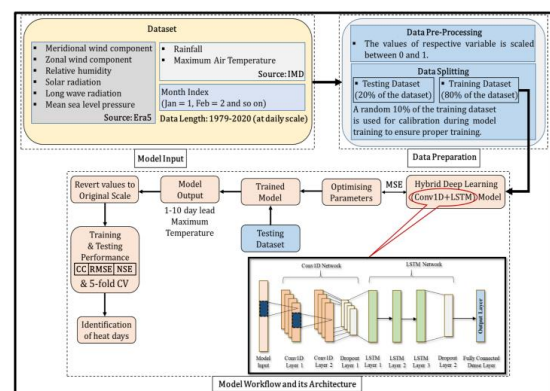 Dataset
Meridional wind component
Zonal wind component
Relative humidity
Solar radiation
Long wave radiation
Mean sea level pressure
Source: Era5
Rainfall
Maximum Air Temperature
Source: IMD
Month Index
(Jan = 1, Feb = 2 and so on)
Data Length: 1979-2020 (at daily scale)
Model Input
Data Pre-Processing
The values of respective variable is scaled
between 0 and 1.
Data Splitting
Testing Dataset
(20% of the dataset)
Training Dataset
(80% of the dataset)
A random 10% of the training dataset
is used for calibration during model
training to ensure proper training.
Data Preparation
Revert values to
Original Scale
Model
Output
1-10 day lead
Maximum
Temperature
Trained
Model
Testing
Dataset
Optimising
Parameters
MSE
Hybrid Deep Learning
(Conv1D+LSTM) Model
Training
& Testing
Performance
CC RMSE NSE
& 5-fold CV
Identification
of heat days
Conv1D Network
LSTM Network
Model
Input
Conv1D
Layer 1
Conv1D
Layer 2
Dropout
Layer 1
LSTM
Layer 1
LSTM
Layer 2
LSTM
Layer 3
Dropout
Layer 2
Output Layer
Fully Connected
Dense Layer
Model Workflow and its Architecture